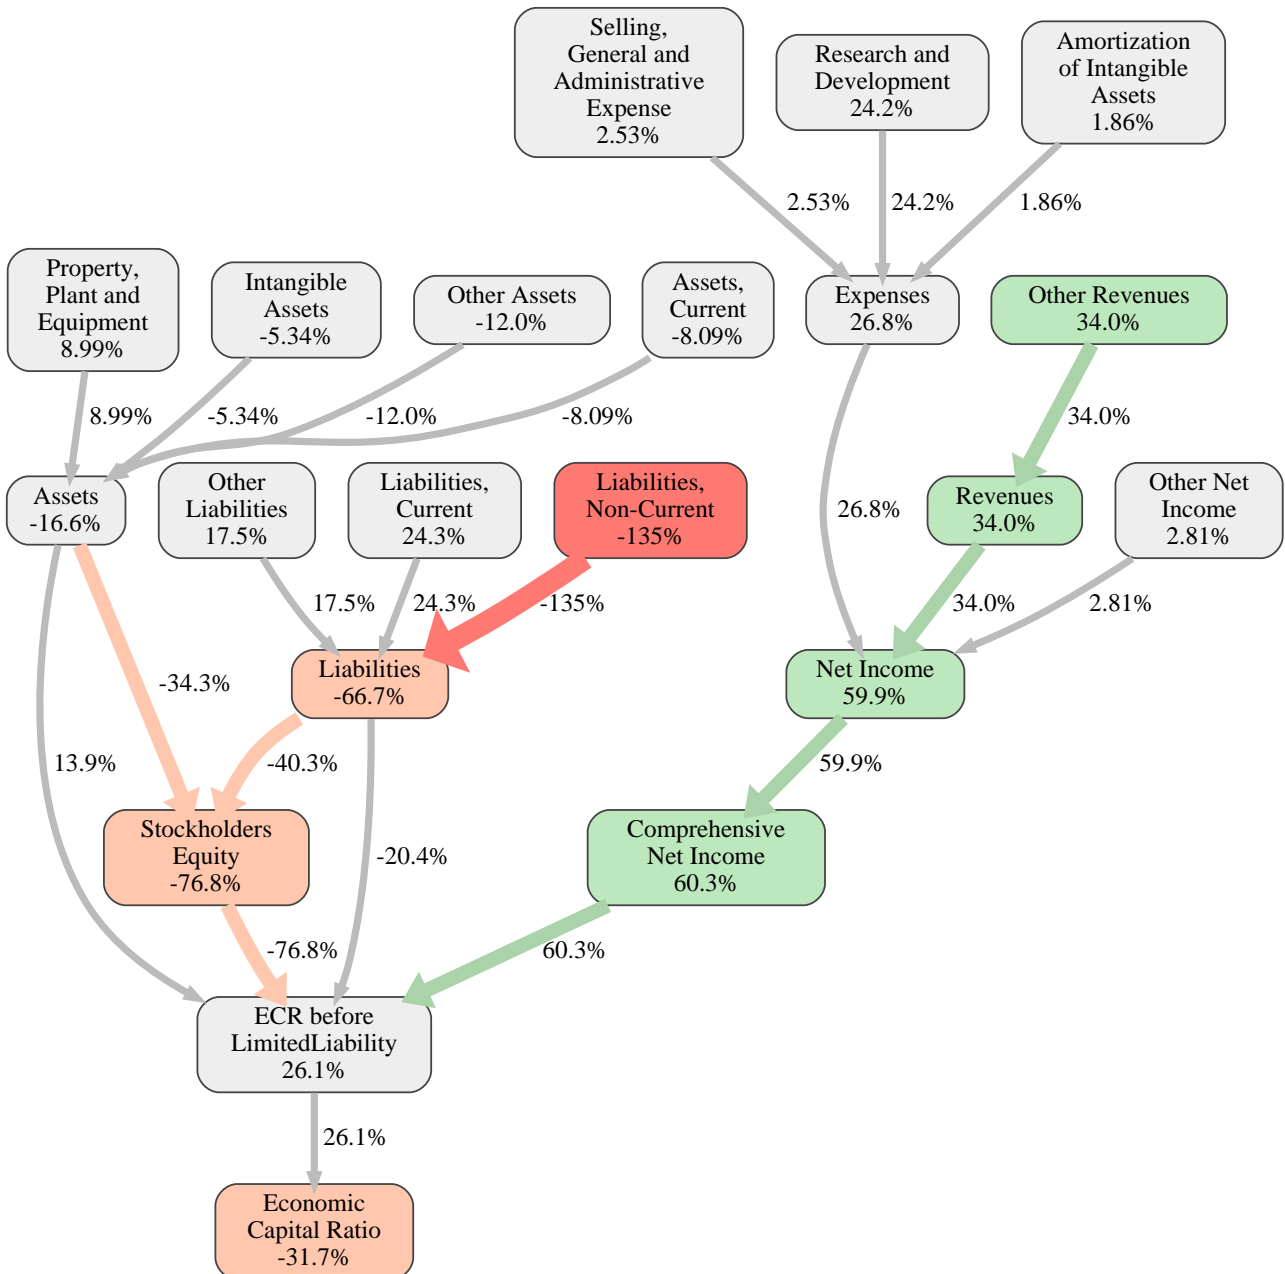 Selling,
General and
Administrative
Expense
2.53%
Research and
Development
24.2%
Amortization
of Intangible
Assets
1.86%
2.53%
24.2%
1.86%
Property,
Plant and
Equipment
8.99%
Intangible
Assets
-5.34%
Other Assets
-12.0%
Assets,
Current
-8.09%
Expenses
26.8%
Other Revenues
34.0%
8.99%
-5.34%
-12.0%
-8.09%
34.0%
Assets
-16.6%
Other
Liabilities
17.5%
Liabilities,
Current
24.3%
Liabilities,
Non-Current
-135%
26.8%
Revenues
34.0%
Other Net
Income
2.81%
17.5%
24.3%
-135%
34.0%
2.81%
-34.3%
Liabilities
-66.7%
Net Income
59.9%
13.9%
-40.3%
59.9%
Stockholders
Equity
-76.8%
-20.4%
Comprehensive
Net Income
60.3%
-76.8%
60.3%
ECR before
LimitedLiability
26.1%
26.1%
Economic
Capital Ratio
-31.7%